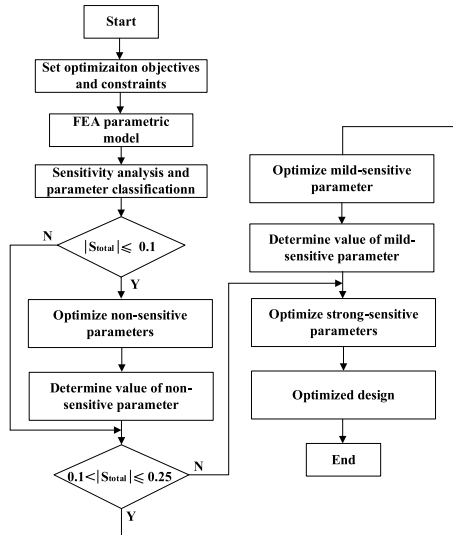 Start
Set optimizaiton objectives
and constraints
FEA parametric
model
Sensitivity analysis and
parameter classificationn
N
|Stotal|≤ 0.1
Y
Optimize non-sensitive
parameters
Determine value of non-
sensitive parameter
0.1<|Stotal|≤ 0.25
N
Y
Optimize mild-sensitive
parameter
Determine value of mild-
sensitive parameter
Optimize strong-sensitive
parameters
Optimized design
End